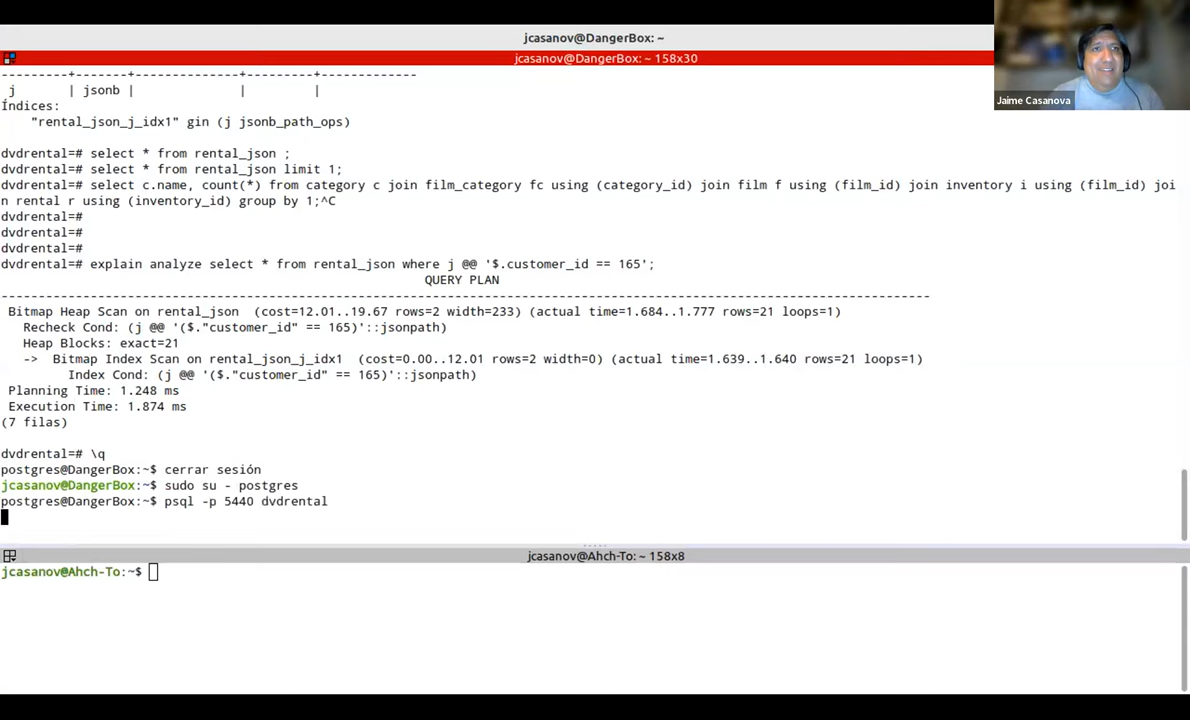 jcasanov@DangerBox: ~
jcasanov@DangerBox: ~ 158x30
Jaime Casanova
---------+-------+--------------+---------+-------------
 j       | jsonb |              |         |
Índices:
    "rental_json_j_idx1" gin (j jsonb_path_ops)
dvdrental=# select * from rental_json ;
dvdrental=# select * from rental_json limit 1;
dvdrental=# select c.name, count(*) from category c join film_category fc using (category_id) join film f using (film_id) join inventory i using (film_id) joi
n rental r using (inventory_id) group by 1;^C
dvdrental=#
dvdrental=#
dvdrental=#
dvdrental=# explain analyze select * from rental_json where j @@ '$.customer_id == 165';
QUERY PLAN
----------------------------------------------------------------------------------------------------------------------------
 Bitmap Heap Scan on rental_json  (cost=12.01..19.67 rows=2 width=233) (actual time=1.684..1.777 rows=21 loops=1)
   Recheck Cond: (j @@ '($."customer_id" == 165)'::jsonpath)
   Heap Blocks: exact=21
   ->  Bitmap Index Scan on rental_json_j_idx1  (cost=0.00..12.01 rows=2 width=0) (actual time=1.639..1.640 rows=21 loops=1)
         Index Cond: (j @@ '($."customer_id" == 165)'::jsonpath)
 Planning Time: 1.248 ms
 Execution Time: 1.874 ms
(7 filas)
dvdrental=# \q
postgres@DangerBox:~$ cerrar sesión
jcasanov@DangerBox:~$ sudo su - postgres
postgres@DangerBox:~$ psql -p 5440 dvdrental
jcasanov@Ahch-To: ~ 158x8
jcasanov@Ahch-To:~$